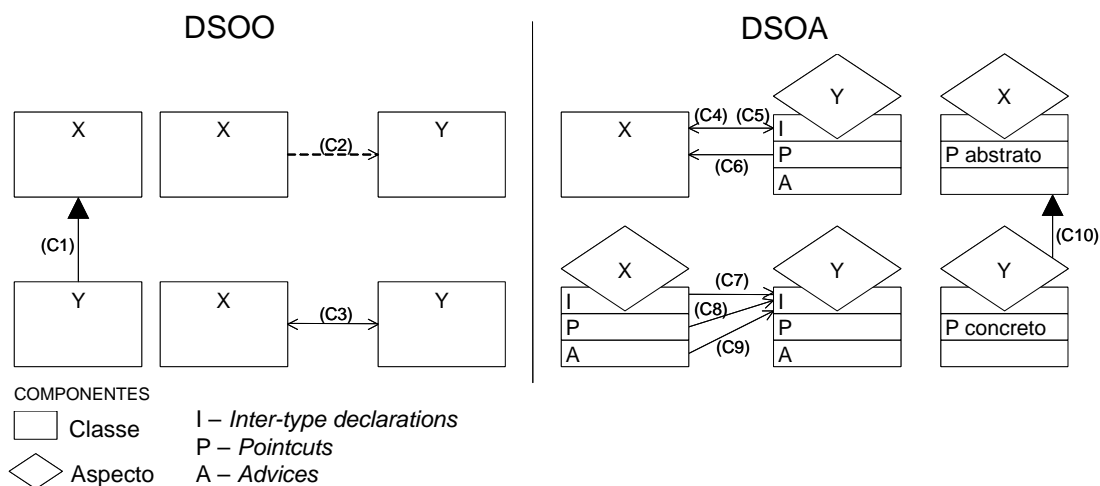 DSOO
DSOA
X
X
(C2)
Y
(C1)
Y
X
(C3)
Y
X
(C4) (C5)
(C6)
Y
I
P
A
X
P abstrato
(C10)
X
I
P
A
(C7)
(C8)
(C9)
Y
I
P
A
Y
P concreto
COMPONENTES
Classe
Aspecto
I – Inter-type declarations
P – Pointcuts
A – Advices